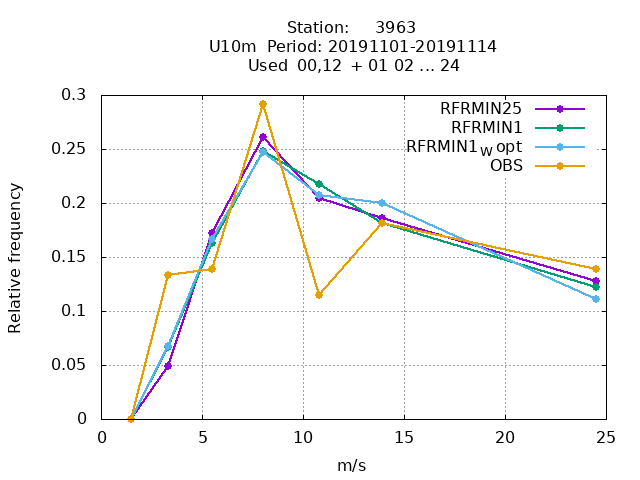 Station: 3963
U10m Period: 20191101-20191114
Used 00,12 + 01 02 ... 24
0.3
0.25
0.2
0.15
0.1
0.05
0
Relative frequency
RFRMIN25
RFRMIN1
RFRMIN1W opt
OBS
0 5 10 15 20 25
m/s